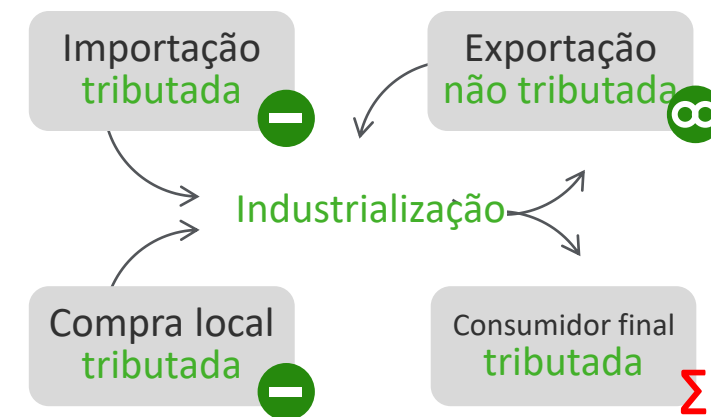 Importação
tributada
Exportação
não tributada
∞
Industrialização
Compra local
tributada
Consumidor final
tributada
Σ